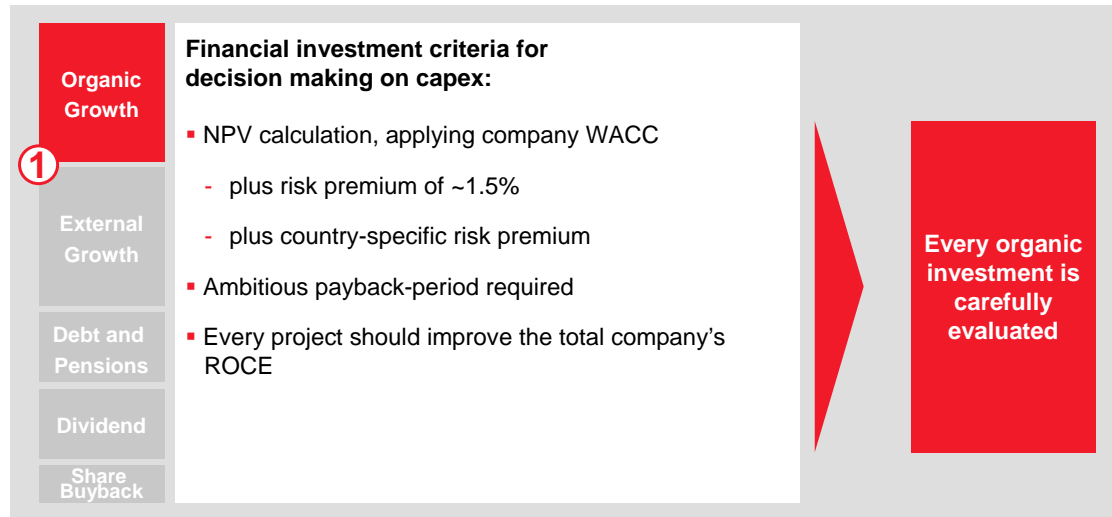 Organic
Growth
1
External
Growth
Debt and
Pensions
Dividend
Share
Buyback
Financial investment criteria for
decision making on capex:
▪ NPV calculation, applying company WACC
- plus risk premium of ~1.5%
- plus country-specific risk premium
▪ Ambitious payback-period required
▪ Every project should improve the total company's
ROCE
Every organic
investment is
carefully
evaluated